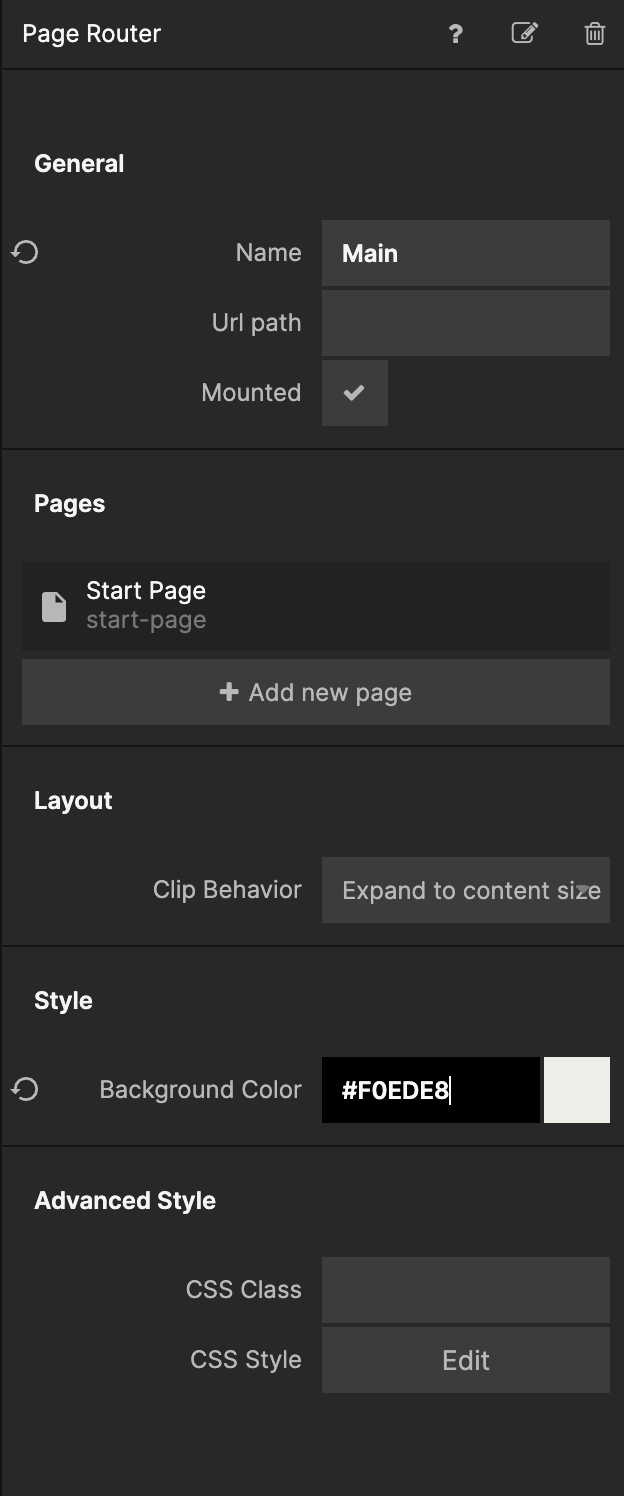 Page Router ?
General
Name Main
Url path
Mounted
Pages
Start Page
start-page
+ Add new page
Layout
Clip Behavior Expand to content size
Style
Background Color #F0EDE8
Advanced Style
CSS Class
CSS Style Edit